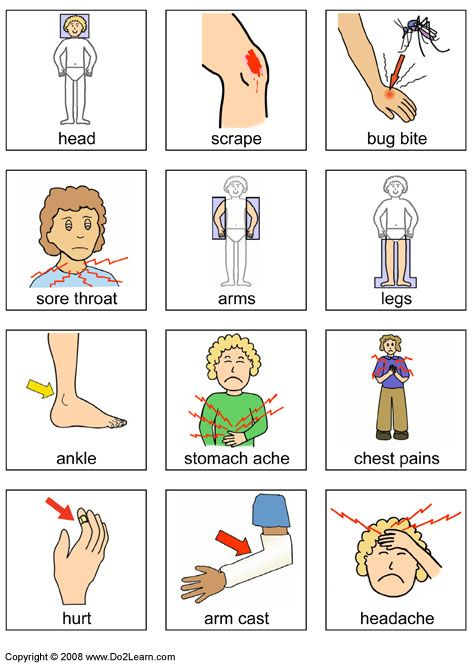 head
scrape
bug bite
sore throat
arms
legs
ankle
stomach ache
chest pains
hurt
arm cast
headache
Copyright © 2008 www.Do2Learn.com